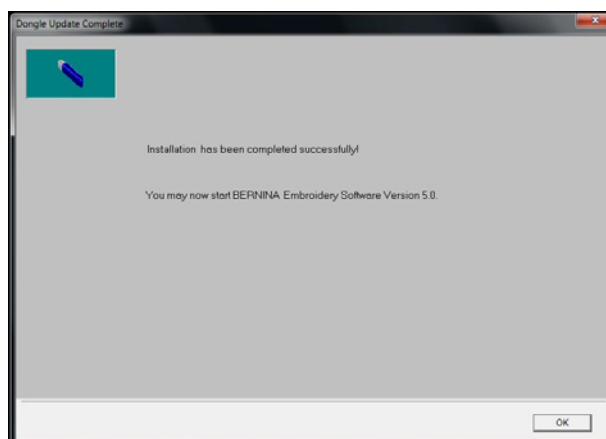 Dongle Update Complete
Installation has been completed successfully!
You may now start BERNINA Embroidery Software Version 5.0.
OK